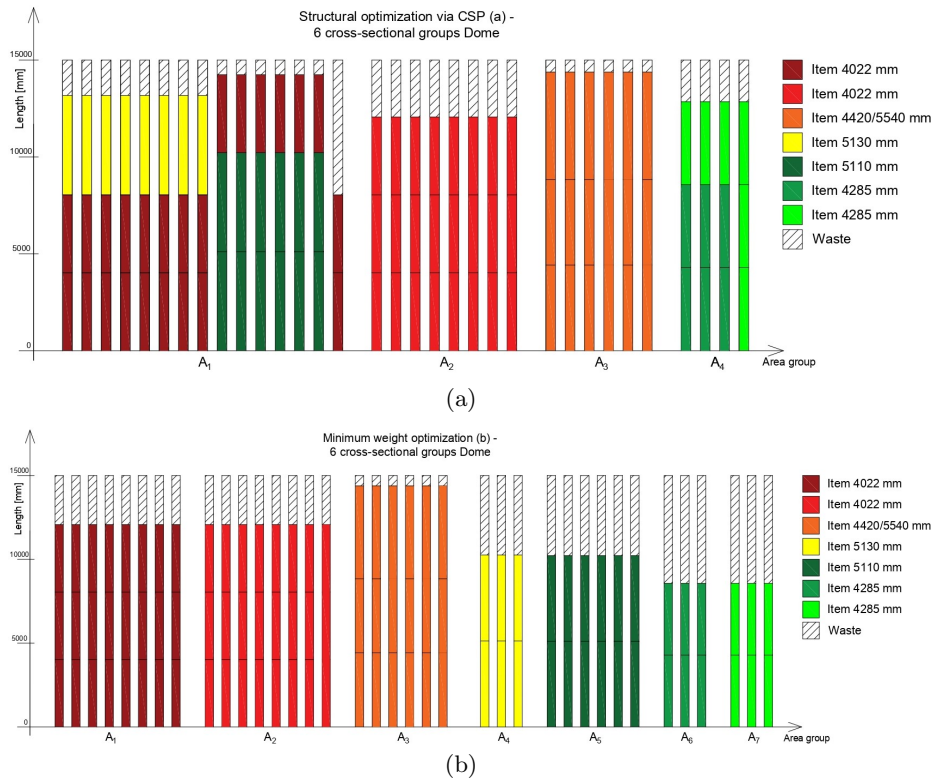 Structural optimization via CSP (a) -
6 cross-sectional groups Dome
Length [mm]
15000
10000
5000
0
A1
A2
A3
A4
Area group
Item 4022 mm
Item 4022 mm
Item 4420/5540 mm
Item 5130 mm
Item 5110 mm
Item 4285 mm
Item 4285 mm
Waste
(a)
Minimum weight optimization (b) -
6 cross-sectional groups Dome
Length [mm]
15000
10000
5000
0
A1
A2
A3
A4
A5
A6
A7
Area group
Item 4022 mm
Item 4022 mm
Item 4420/5540 mm
Item 5130 mm
Item 5110 mm
Item 4285 mm
Item 4285 mm
Waste
(b)